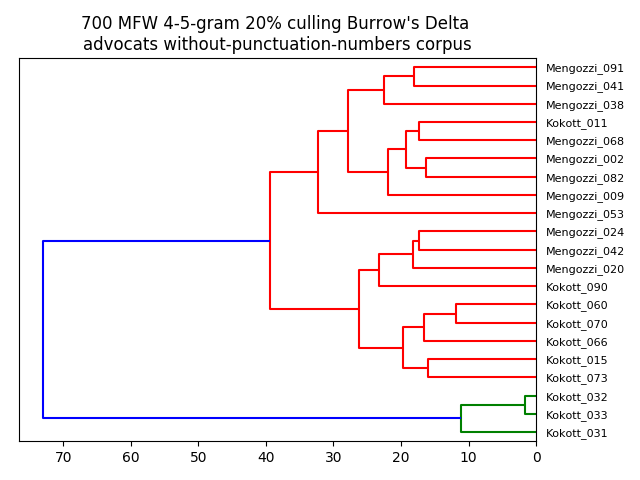 700 MFW 4-5-gram 20% culling Burrow's Delta
advocats without-punctuation-numbers corpus
Mengozzi_091
Mengozzi_041
Mengozzi_038
Kokott_011
Mengozzi_068
Mengozzi_002
Mengozzi_082
Mengozzi_009
Mengozzi_053
Mengozzi_024
Mengozzi_042
Mengozzi_020
Kokott_090
Kokott_060
Kokott_070
Kokott_066
Kokott_015
Kokott_073
Kokott_032
Kokott_033
Kokott_031
70 60 50 40 30 20 10 0